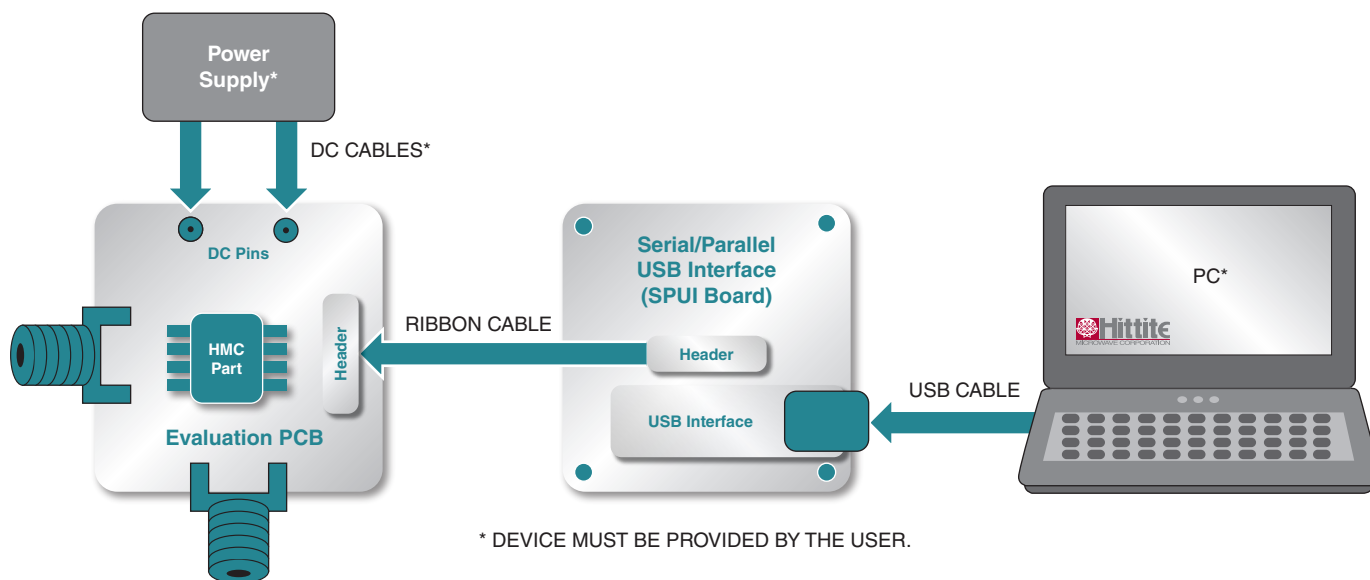 Power
Supply*
DC CABLES*
DC Pins
HMC
Part
Header
Evaluation PCB
RIBBON CABLE
Serial/Parallel
USB Interface
(SPUI Board)
Header
USB Interface
USB CABLE
PC*
Hittite
MICROWAVE CORPORATION
* DEVICE MUST BE PROVIDED BY THE USER.